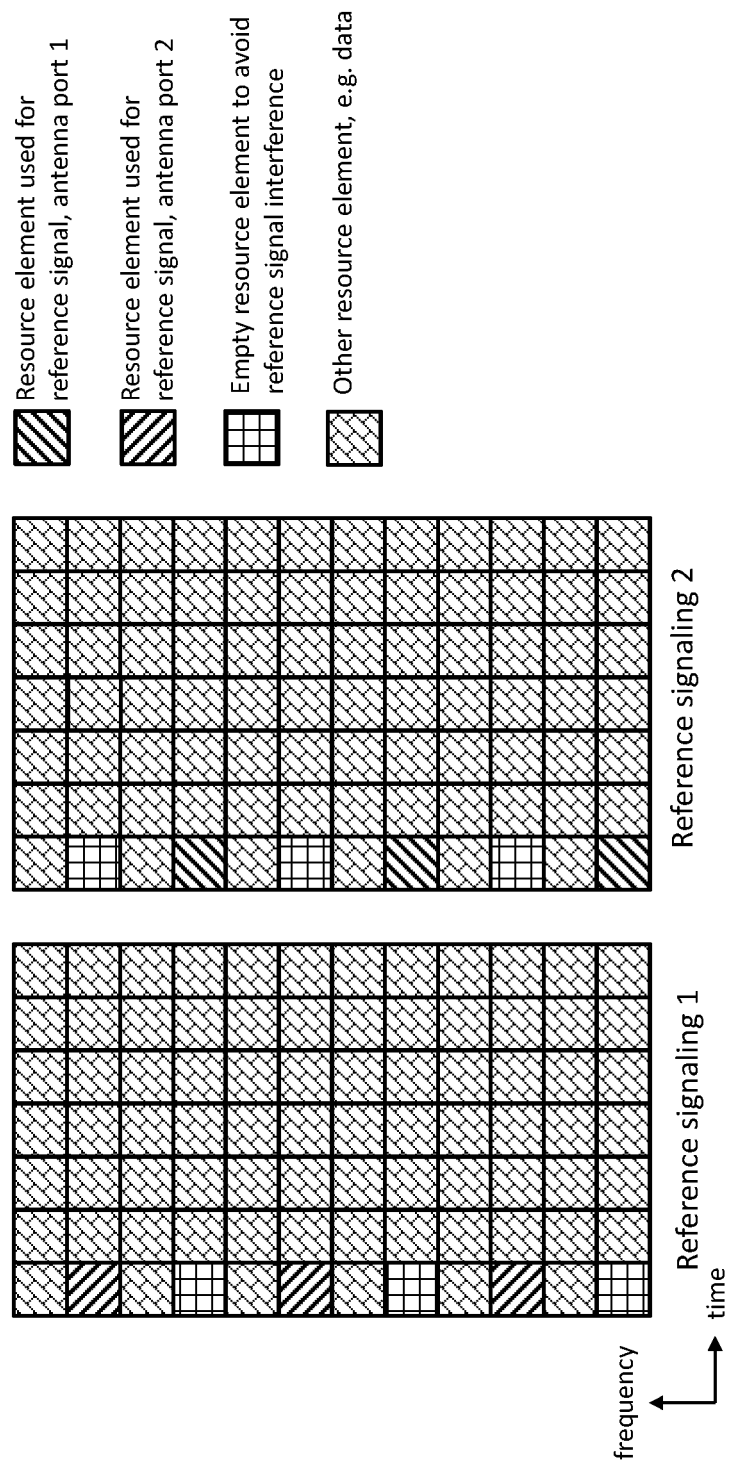 Resource element used for
reference signal, antenna port 1
Resource element used for
reference signal, antenna port 2
Empty resource element to avoid
reference signal interference
Other resource element, e.g. data
Reference signaling 1
Reference signaling 2
frequency
time